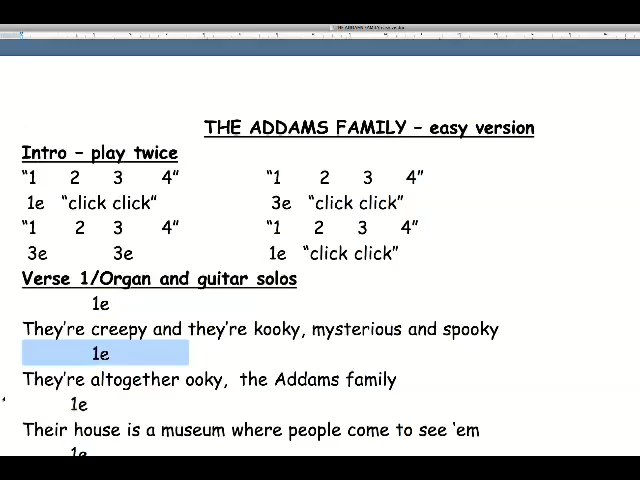 THE ADDAMS FAMILY – easy version
Intro – play twice
“1 2 3 4” “1 2 3 4”
1e “click click” 3e “click click”
“1 2 3 4” “1 2 3 4”
3e 3e 1e “click click”
Verse 1/Organ and guitar solos
1e
They’re creepy and they’re kooky, mysterious and spooky
1e
They’re altogether ooky, the Addams family
1e
Their house is a museum where people come to see ‘em
1e